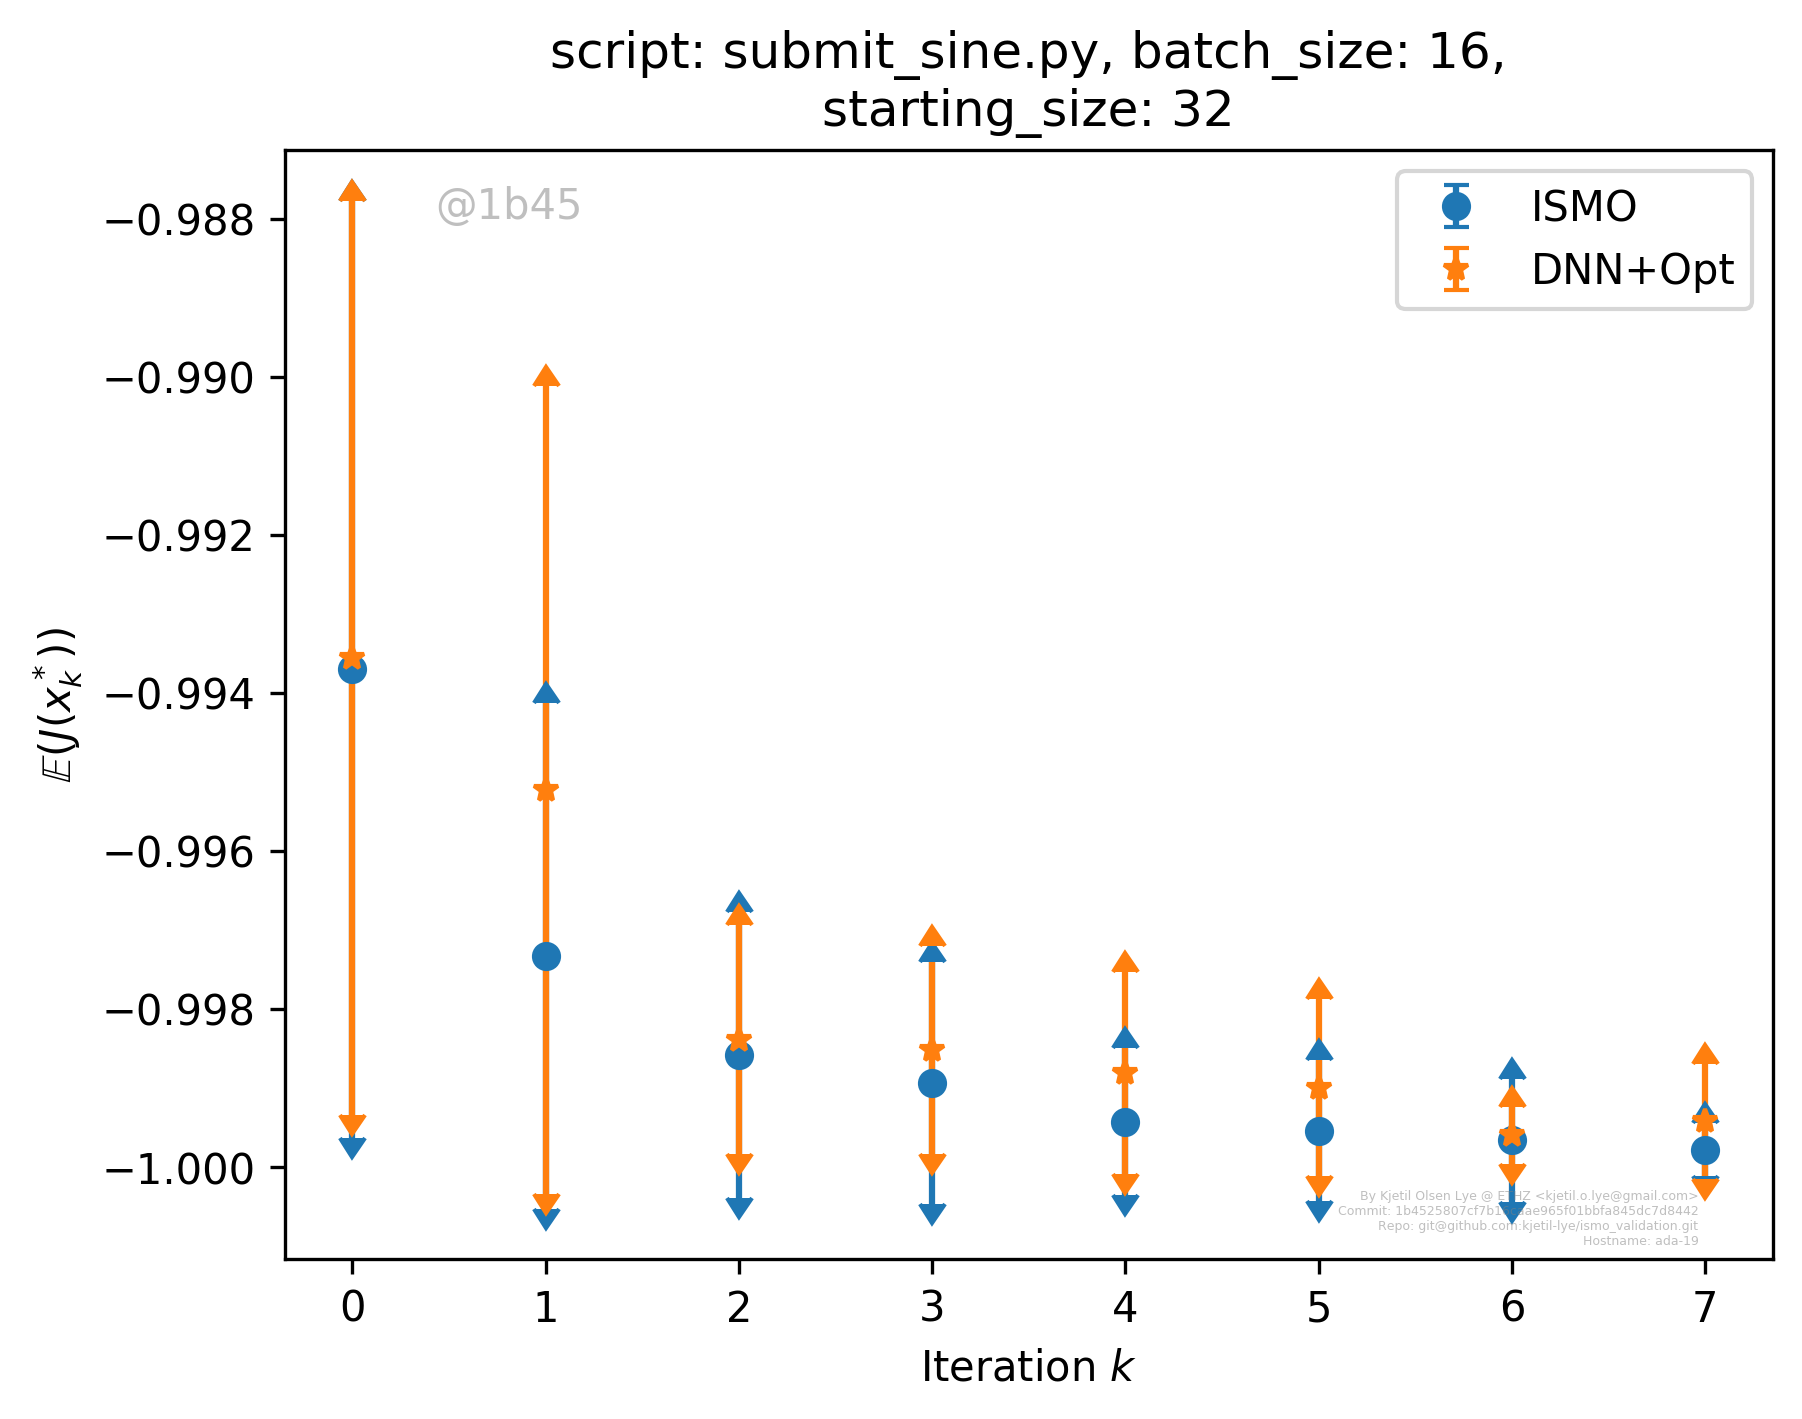 script: submit_sine.py, batch_size: 16,
starting_size: 32
@1b45
ISMO
DNN+Opt
−0.988
−0.990
−0.992
−0.994
−0.996
−0.998
−1.000
𝔼(J(x*k))
By Kjetil Olsen Lye @ ETHZ <kjetil.o.lye@gmail.com>
Commit:
Repo: git@github.com:kjetil-lye/ismo_validation.git
Hostname: ada-19
0 1 2 3 4 5 6 7
Iteration k